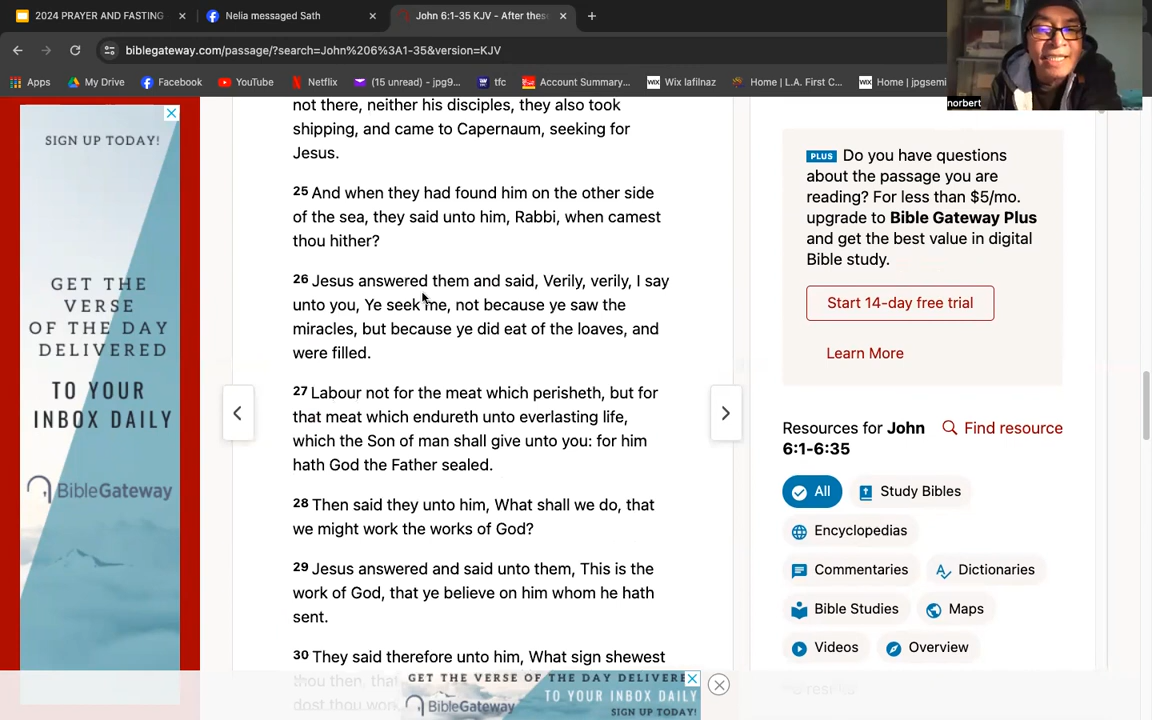 2024 PRAYER AND FASTING
Nelia messaged Sath
John 6:1-35 KJV - After these
biblegateway.com/passage/?search=John%206%3A1-35&version=KJV
Apps
My Drive
Facebook
YouTube
Netflix
(15 unread) - jpg9...
tfc
Account Summary...
WIX Wix lafilnaz
Home | L.A. First C...
WIX Home | jpgsemi
norbert
SIGN UP TODAY!
GET THE
VERSE
OF THE DAY
DELIVERED
TO YOUR
INBOX DAILY
BibleGateway
not there, neither his disciples, they also took
shipping, and came to Capernaum, seeking for
Jesus.
25 And when they had found him on the other side
of the sea, they said unto him, Rabbi, when camest
thou hither?
26 Jesus answered them and said, Verily, verily, I say
unto you, Ye seek me, not because ye saw the
miracles, but because ye did eat of the loaves, and
were filled.
27 Labour not for the meat which perisheth, but for
that meat which endureth unto everlasting life,
which the Son of man shall give unto you: for him
hath God the Father sealed.
28 Then said they unto him, What shall we do, that
we might work the works of God?
29 Jesus answered and said unto them, This is the
work of God, that ye believe on him whom he hath
sent.
30 They said therefore unto him, What sign shewest
thou then, that
dost thou
GET THE VERSE OF THE DAY DELIVERE
TO YOUR INBOX DAILY
BibleGateway
SIGN UP TODAY!
PLUS Do you have questions
about the passage you are
reading? For less than $5/mo.
upgrade to Bible Gateway Plus
and get the best value in digital
Bible study.
Start 14-day free trial
Learn More
Resources for John
6:1-6:35
Find resource
All
Study Bibles
Encyclopedias
Commentaries
Dictionaries
Bible Studies
Maps
Videos
Overview